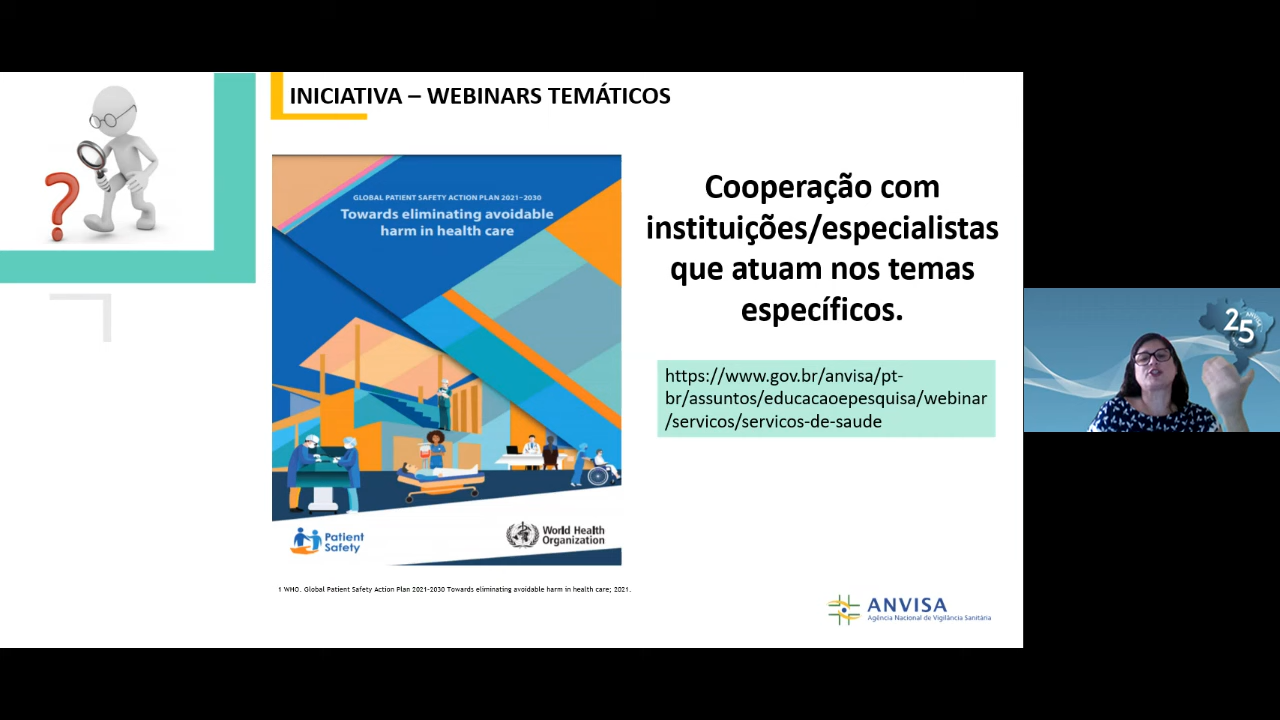 INICIATIVA – WEBINARS TEMÁTICOS
GLOBAL PATIENT SAFETY ACTION PLAN 2021–2030
Towards eliminating avoidable
harm in health care
Patient
Safety
World Health
Organization
1 WHO. Global Patient Safety Action Plan 2021-2030 Towards eliminating avoidable harm in health care; 2021.
Cooperação com
instituições/especialistas
que atuam nos temas
específicos.
https://www.gov.br/anvisa/pt-
br/assuntos/educacaoepesquisa/webinar
/servicos/servicos-de-saude
ANVISA
Agência Nacional de Vigilância Sanitária
25
ANVISA